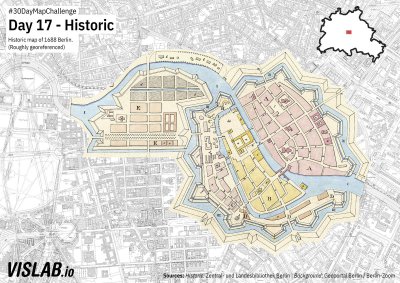 #30DayMapChallenge
Day 17 - Historic
Historic map of 1688 Berlin.
(Roughly georeferenced)
E
VISLAB.io
Sources: Historic: Zentral- und Landesbibliothek Berlin / Background: Geoportal Berlin / Berlin-Zoom